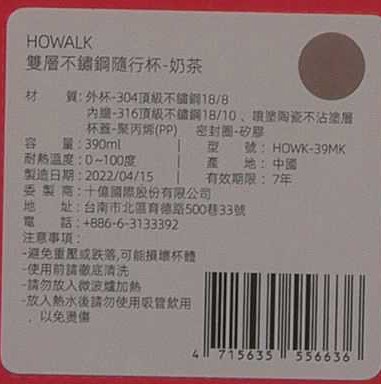 HOWALK
雙層不鏽鋼隨行杯-奶茶
材 質: 外杯-304頂級不鏽鋼18/8
內膽-316頂級不鏽鋼18/10、噴塗陶瓷不沾塗層
杯蓋-聚丙烯(PP) 密封圈-矽膠
容 量: 390ml | 型 號: HOWK-39MK
耐熱溫度: 0~100度 | 產 地: 中國
製造日期: 2022/04/15 | 有效期限: 7年
委 製 商: 十億國際股份有限公司
地 址: 台南市北區育德路500巷33號
電 話: +886-6-3133392
注意事項:
-避免重壓或跌落,可能損壞杯體
-使用前請徹底清洗
-請勿放入微波爐加熱
-放入熱水後請勿使用吸管飲用
、以免燙傷
4 715635 556636